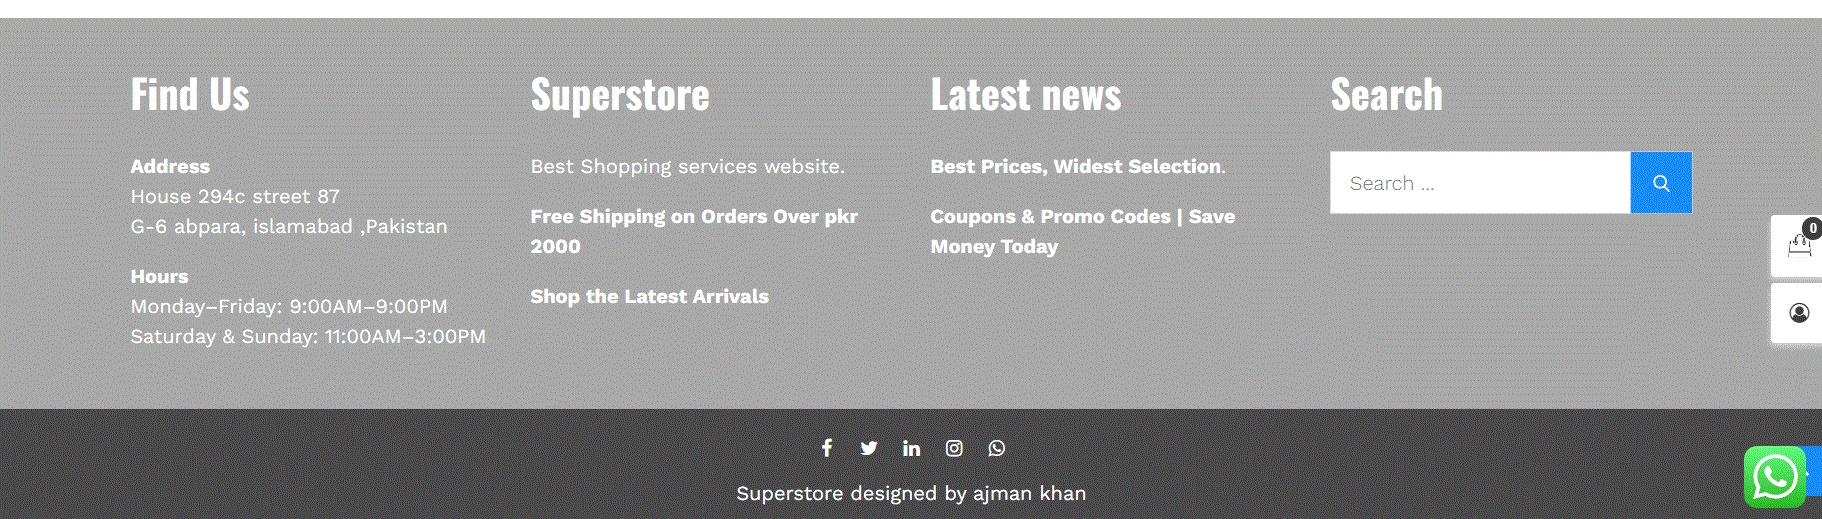 Find Us
Address
House 294c street 87
G-6 abpara, islamabad ,Pakistan
Hours
Monday–Friday: 9:00AM–9:00PM
Saturday & Sunday: 11:00AM–3:00PM
Superstore
Best Shopping services website.
Free Shipping on Orders Over pkr
2000
Shop the Latest Arrivals
Latest news
Best Prices, Widest Selection.
Coupons & Promo Codes | Save
Money Today
Search
Search ...
0
Superstore designed by ajman khan